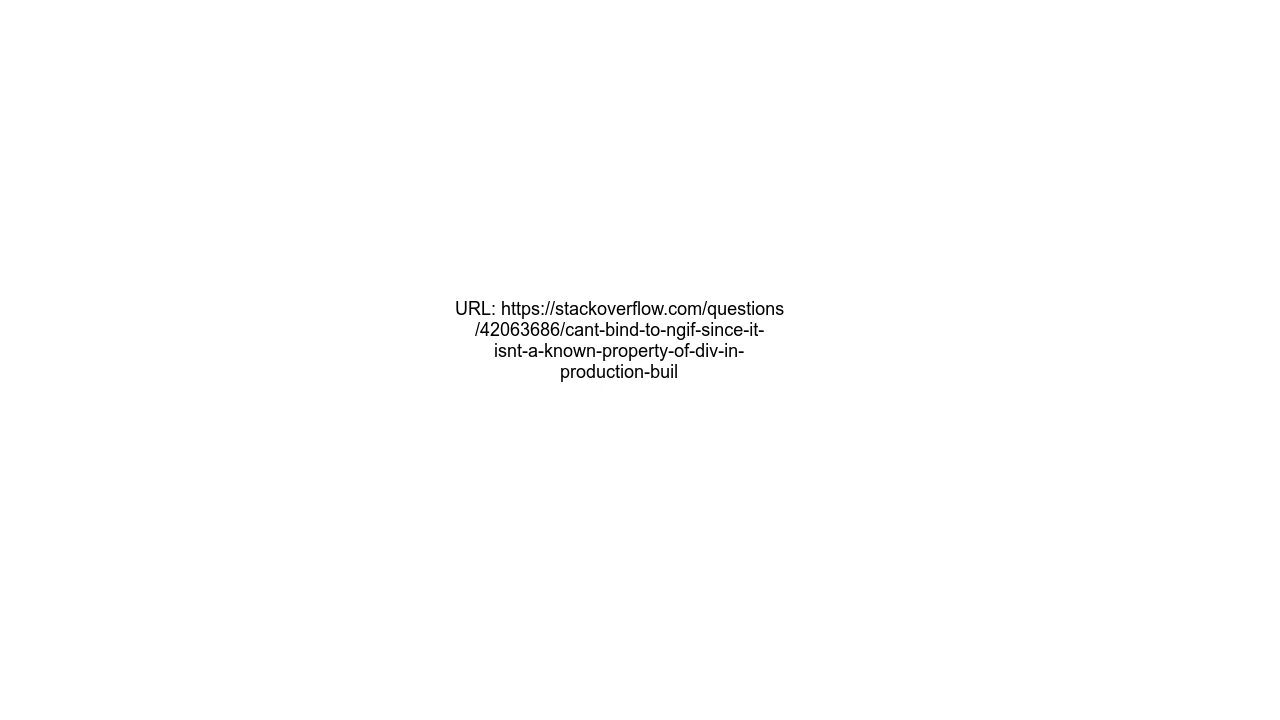 URL: https://stackoverflow.com/questions
/42063686/cant-bind-to-ngif-since-it-
isnt-a-known-property-of-div-in-
production-buil